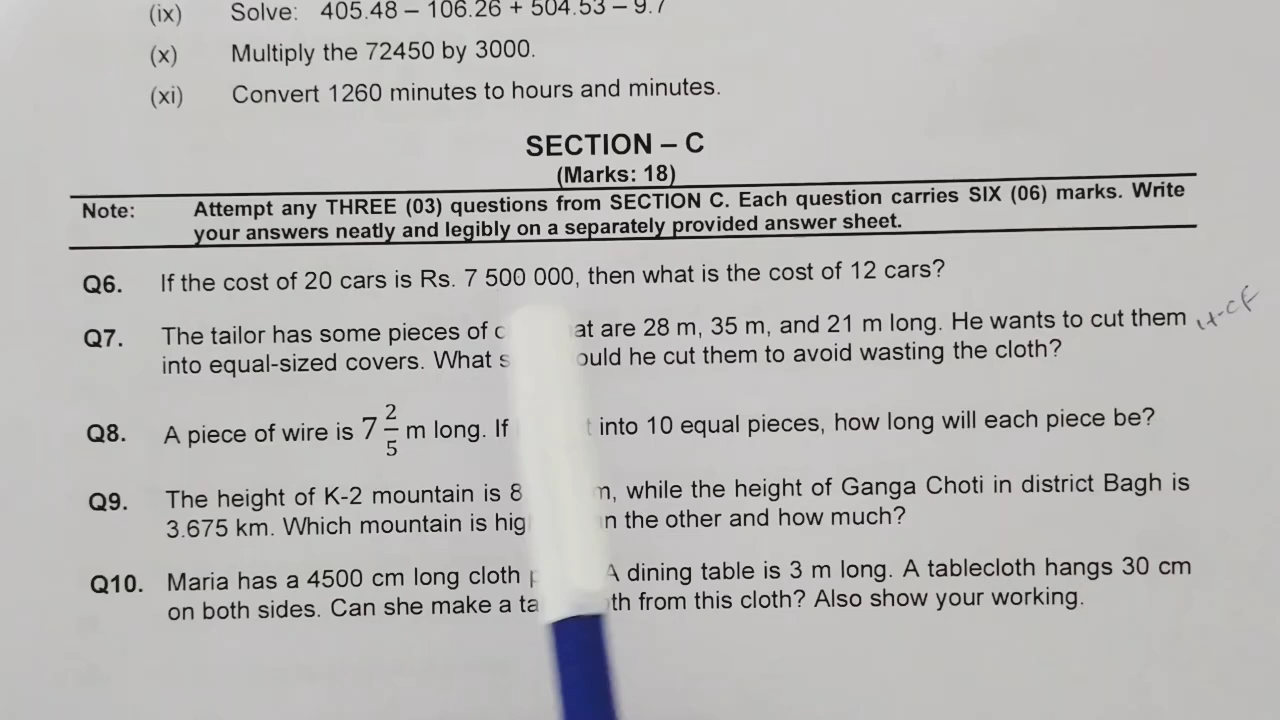 (ix) Solve: 405.48 – 106.26 + 504.53 – 9.7
(x) Multiply the 72450 by 3000.
(xi) Convert 1260 minutes to hours and minutes.
SECTION – C
(Marks: 18)
Note: Attempt any THREE (03) questions from SECTION C. Each question carries SIX (06) marks. Write
your answers neatly and legibly on a separately provided answer sheet.
Q6. If the cost of 20 cars is Rs. 7 500 000, then what is the cost of 12 cars?
Q7. The tailor has some pieces of are 28 m, 35 m, and 21 m long. He wants to cut them
into equal-sized covers. What he cut them to avoid wasting the cloth?
Q8. A piece of wire is 7 2/5 m long. If into 10 equal pieces, how long will each piece be?
Q9. The height of K-2 mountain is 8 m, while the height of Ganga Choti in district Bagh is
3.675 km. Which mountain is the other and how much?
Q10. Maria has a 4500 cm long cloth A dining table is 3 m long. A tablecloth hangs 30 cm
on both sides. Can she make a from this cloth? Also show your working.